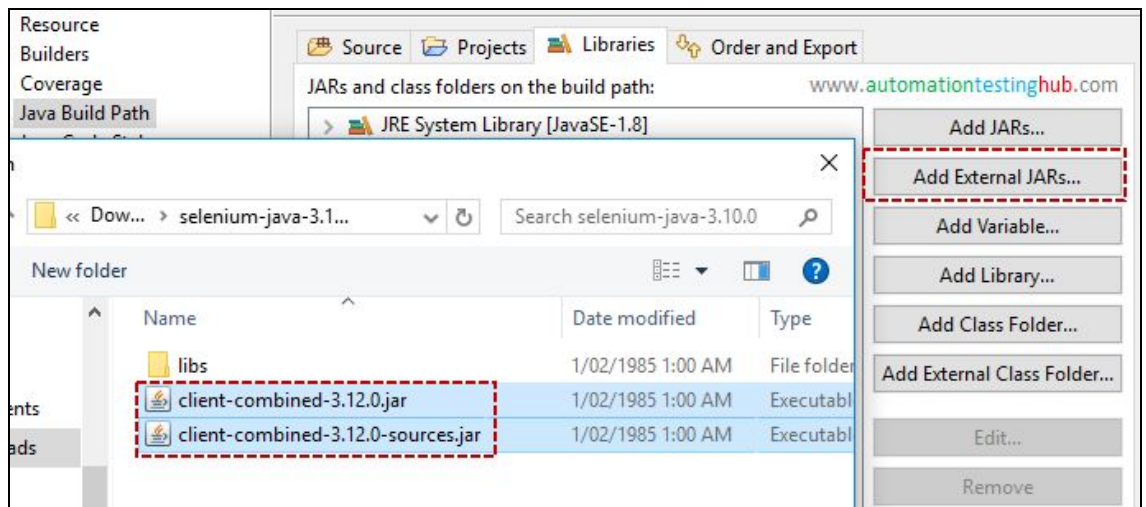 Resource
Builders
Coverage
Java Build Path
Source Projects Libraries Order and Export
JARs and class folders on the build path:
www.automationtestinghub.com
JRE System Library [JavaSE-1.8]
Add JARs...
Add External JARs...
Add Variable...
Add Library...
Add Class Folder...
Add External Class Folder...
Edit...
Remove
« Dow... > selenium-java-3.1...
Search selenium-java-3.10.0
New folder
Name Date modified Type
libs 1/02/1985 1:00 AM File folder
client-combined-3.12.0.jar 1/02/1985 1:00 AM Executabl
client-combined-3.12.0-sources.jar 1/02/1985 1:00 AM Executabl
ents
ads